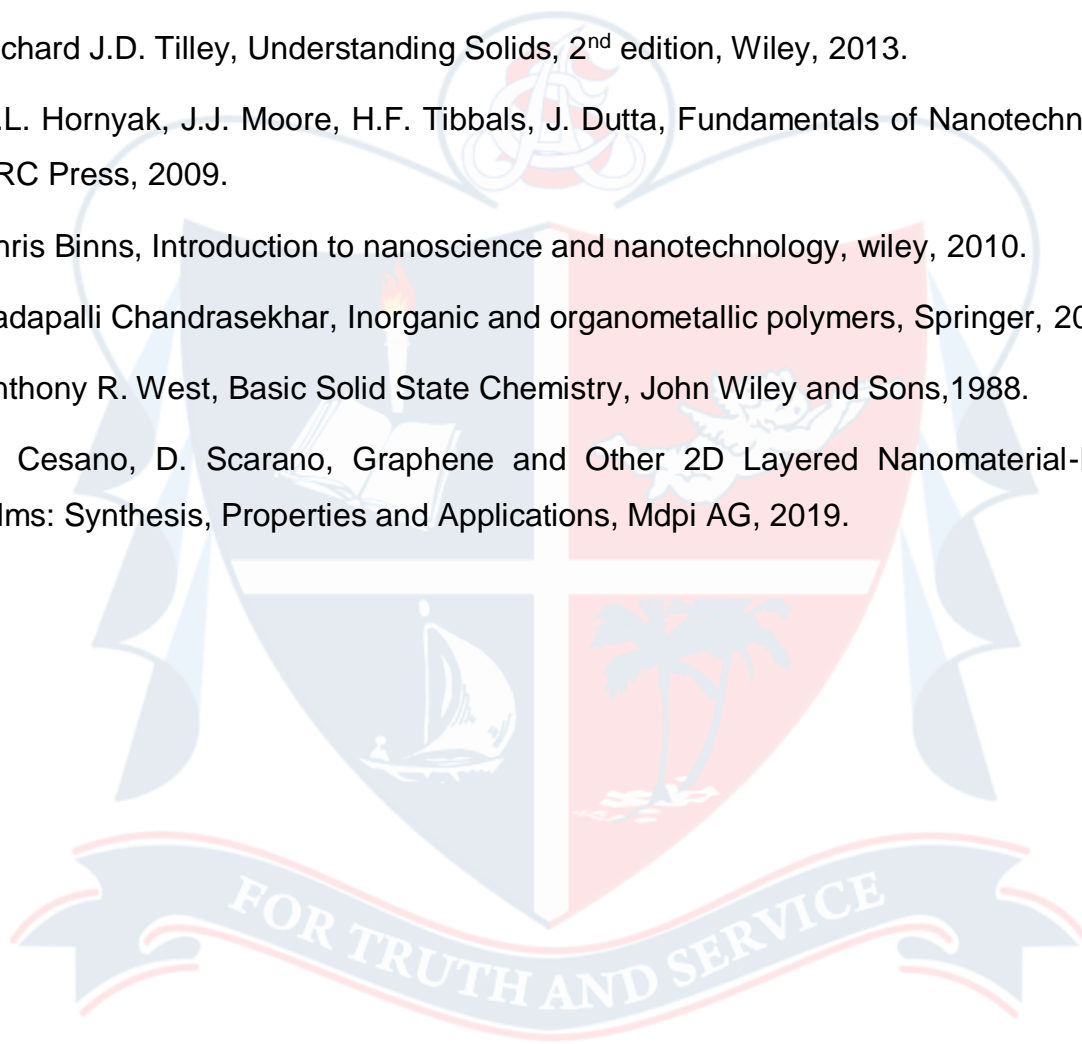 chard J.D. Tilley, Understanding Solids, 2nd edition, Wiley, 2013.
.L. Hornyak, J.J. Moore, H.F. Tibbals, J. Dutta, Fundamentals of Nanotechn
RC Press, 2009.
hris Binns, Introduction to nanoscience and nanotechnology, wiley, 2010.
adapalli Chandrasekhar, Inorganic and organometallic polymers, Springer, 20
nthony R. West, Basic Solid State Chemistry, John Wiley and Sons,1988.
Cesano, D. Scarano, Graphene and Other 2D Layered Nanomaterial-
lms: Synthesis, Properties and Applications, Mdpi AG, 2019.
FOR TRUTH AND SERVICE